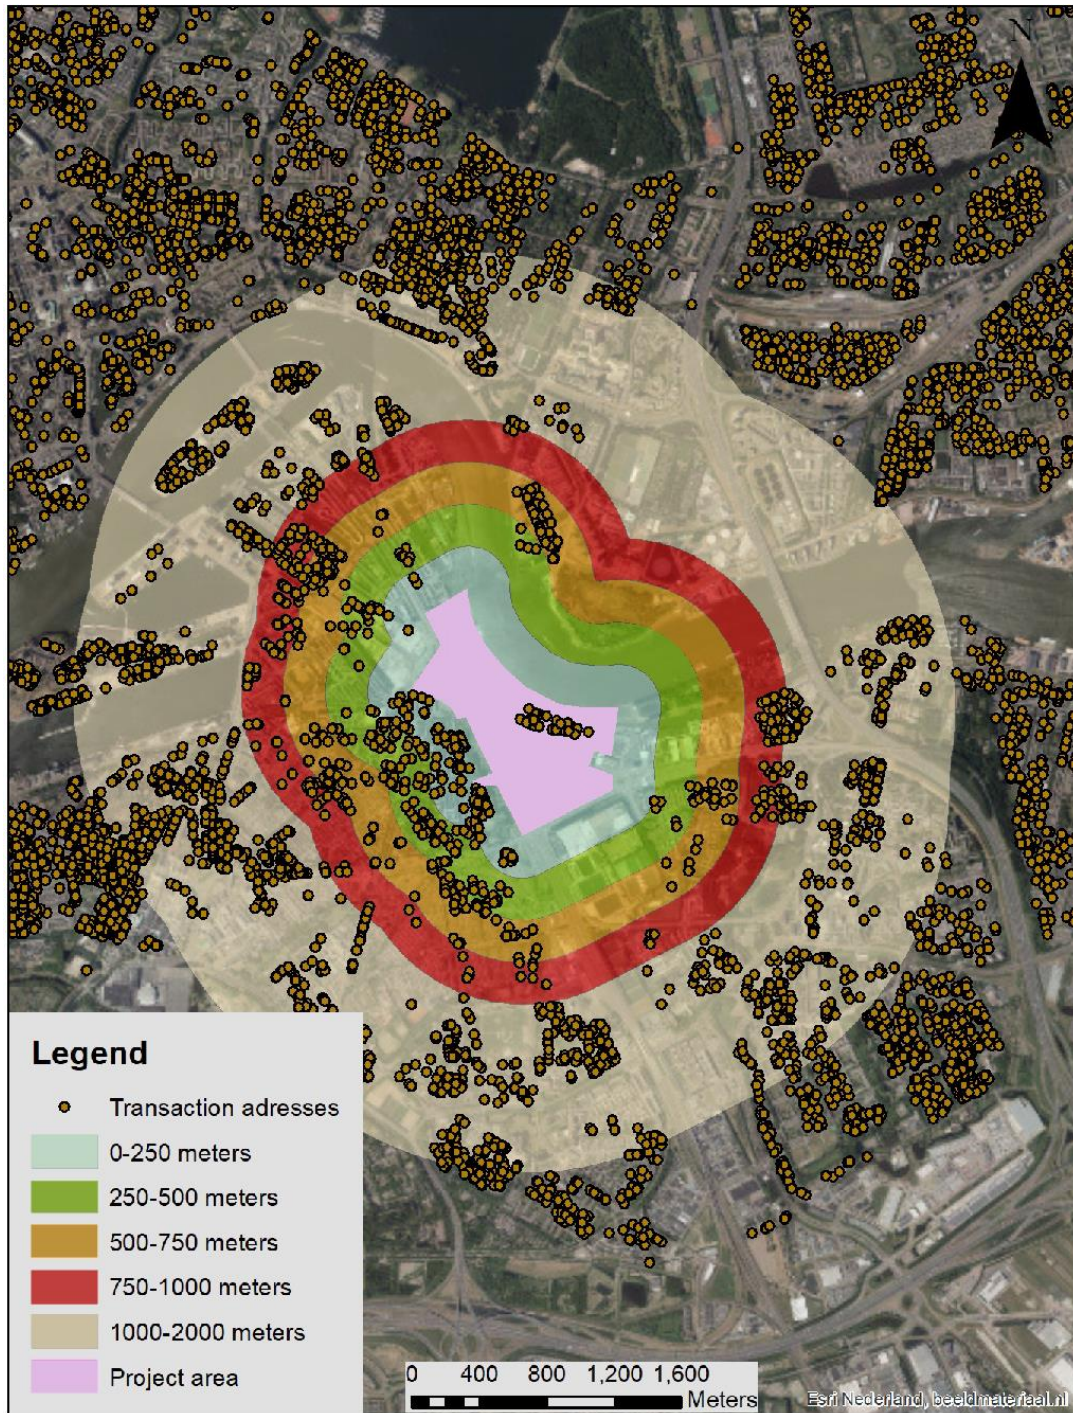 N
Legend
Transaction adresses
0-250 meters
250-500 meters
500-750 meters
750-1000 meters
1000-2000 meters
Project area
0 400 800 1,200 1,600
Meters
Esri Nederland, beeldmateriaal.nl